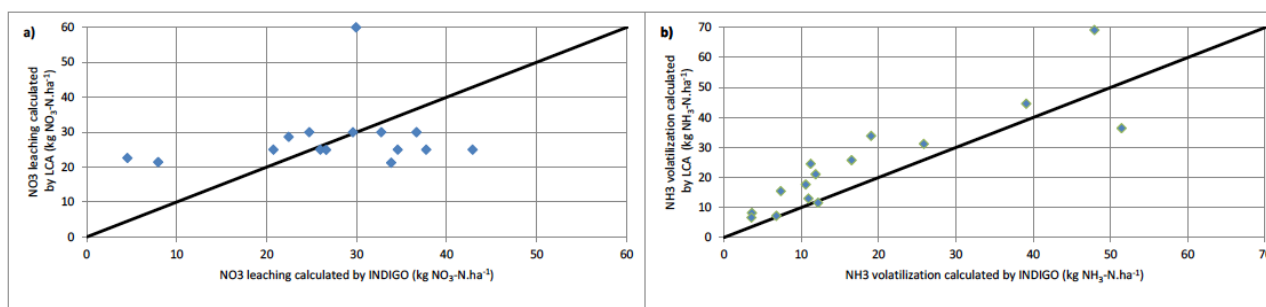 a)
NO3 leaching calculated
by LCA (kg NO₃-N.ha⁻¹)
60
50
40
30
20
10
0
0 10 20 30 40 50 60
NO3 leaching calculated by INDIGO (kg NO₃-N.ha⁻¹)
b)
NH3 volatilization calculated
by LCA (kg NH₃-N.ha⁻¹)
70
60
50
40
30
20
10
0
0 10 20 30 40 50 60 70
NH3 volatilization calculated by INDIGO (kg NH₃-N.ha⁻¹)